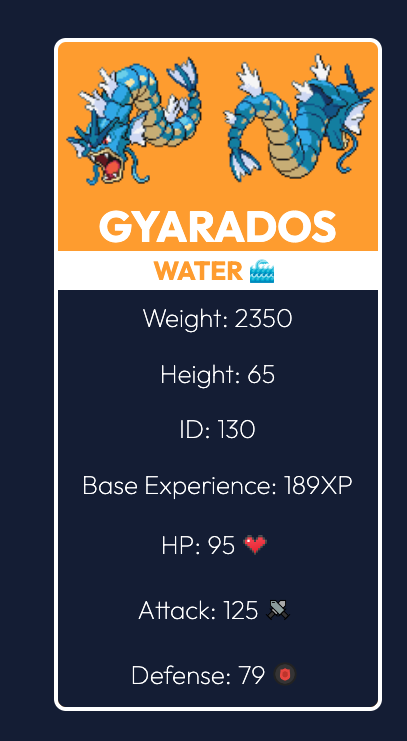 GYARADOS
WATER
Weight: 2350
Height: 65
ID: 130
Base Experience: 189XP
HP: 95
Attack: 125
Defense: 79